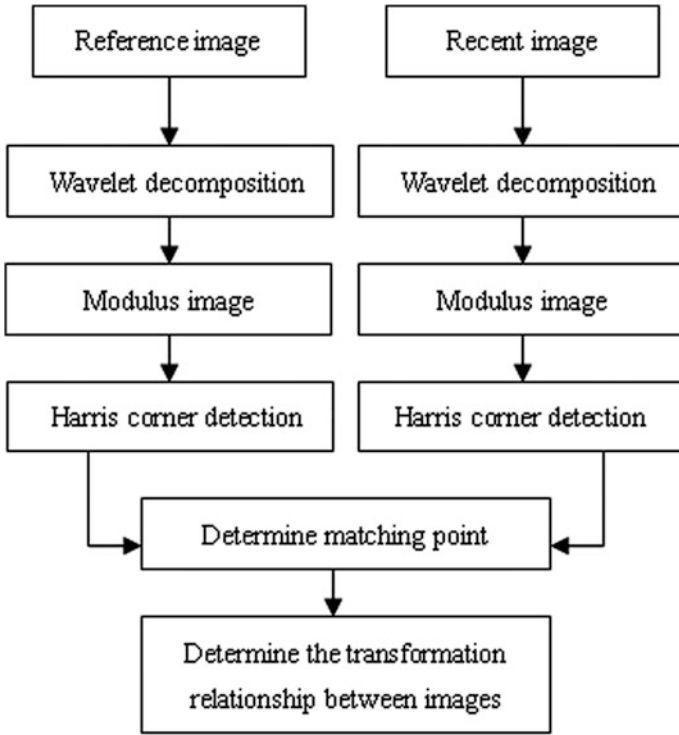 Reference image
Recent image
Wavelet decomposition
Wavelet decomposition
Modulus image
Modulus image
Harris corner detection
Harris corner detection
Determine matching point
Determine the transformation
relationship between images